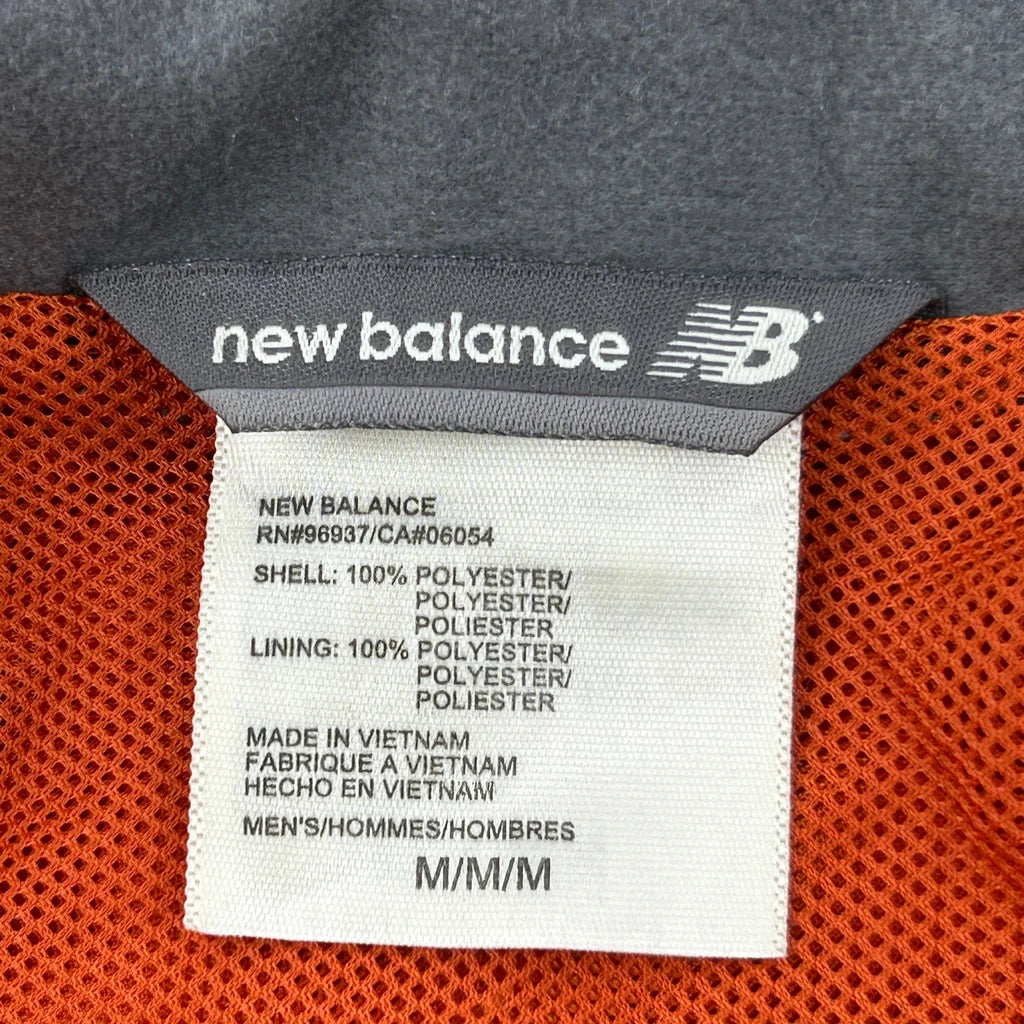 new balance NB
NEW BALANCE
RN#96937/CA#06054
SHELL: 100% POLYESTER/
POLYESTER/
POLIESTER
LINING: 100% POLYESTER/
POLYESTER/
POLIESTER
MADE IN VIETNAM
FABRIQUE A VIETNAM
HECHO EN VIETNAM
MEN'S/HOMMES/HOMBRES
M/M/M